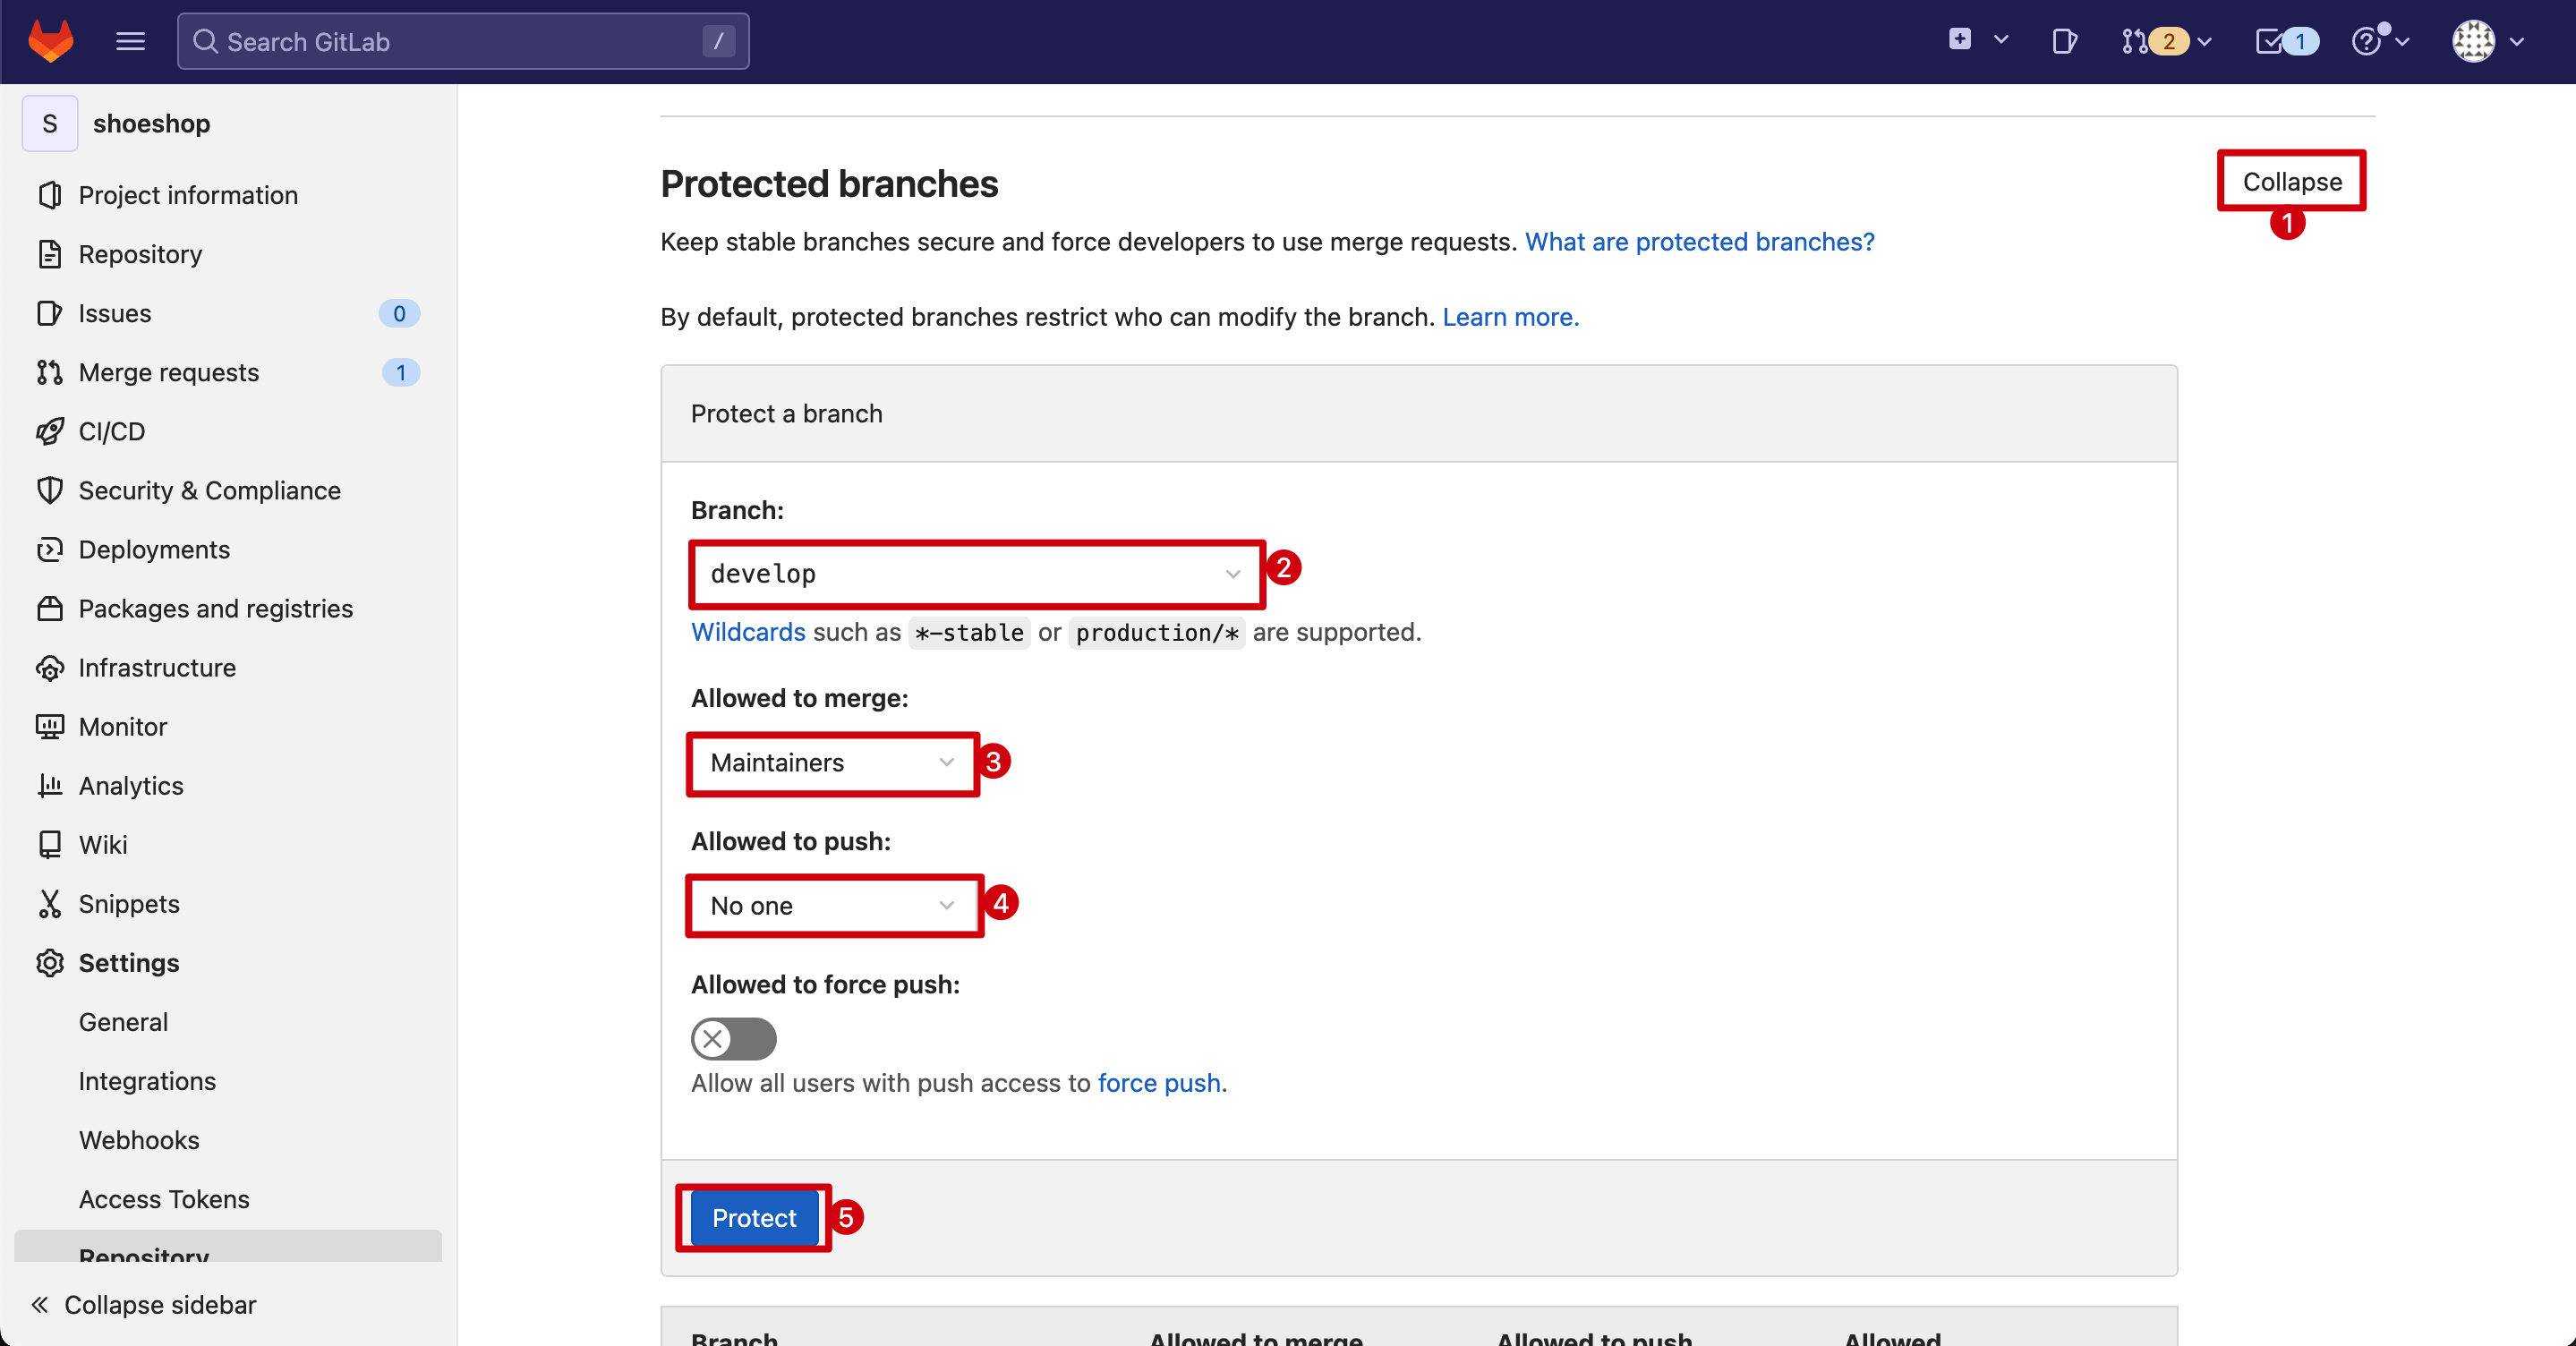 Search GitLab /
2
1
S shoeshop
Project information
Repository
Issues 0
Merge requests 1
CI/CD
Security & Compliance
Deployments
Packages and registries
Infrastructure
Monitor
Analytics
Wiki
Snippets
Settings
General
Integrations
Webhooks
Access Tokens
Repository
Collapse sidebar
Protected branches
Collapse
1
Keep stable branches secure and force developers to use merge requests. What are protected branches?
By default, protected branches restrict who can modify the branch. Learn more.
Protect a branch
Branch:
develop
2
Wildcards such as *-stable or production/* are supported.
Allowed to merge:
Maintainers
3
Allowed to push:
No one
4
Allowed to force push:
Allow all users with push access to force push.
Protect
5
Branch Allowed to merge Allowed to push Allowed